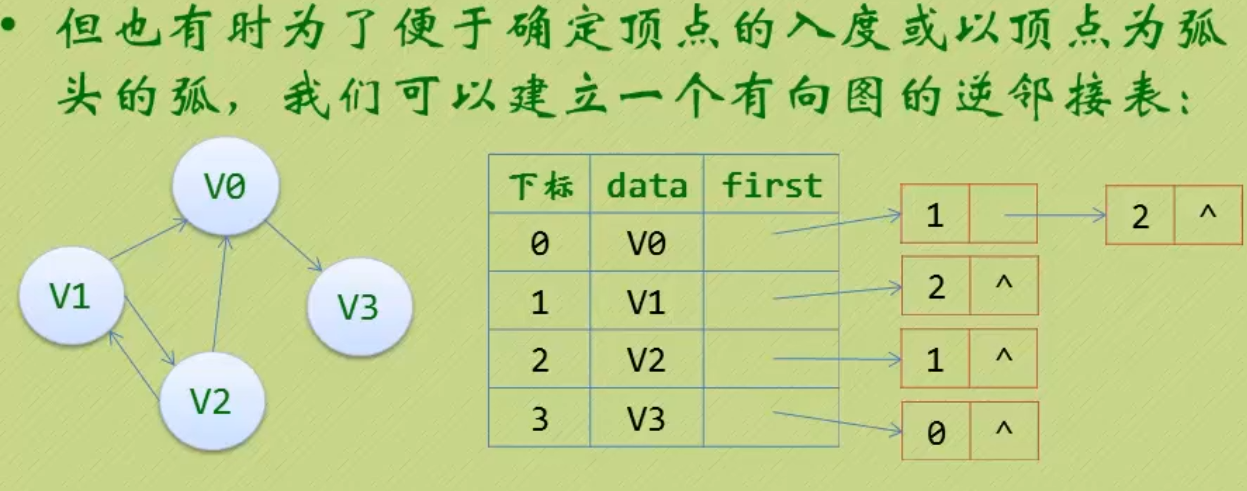 • 但也有时为了便于确定顶点的入度或以顶点为弧
头的弧，我们可以建立一个有向图的逆邻接表：
V0
V1
V3
V2
下标 data first
0 V0 1 2 ^
1 V1 2 ^
2 V2 1 ^
3 V3 0 ^